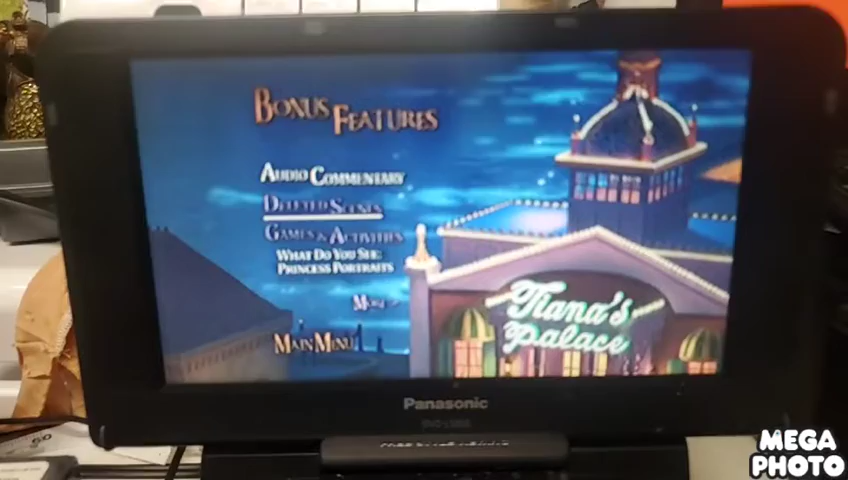 BONUS FEATURES
AUDIO COMMENTARY
DELETED SCENES
GAMES & ACTIVITIES
WHAT DO YOU SEE:
PRINCESS PORTRAITS
MORE >
MAIN MENU
Tiana's
Palace
Panasonic
MEGA
PHOTO